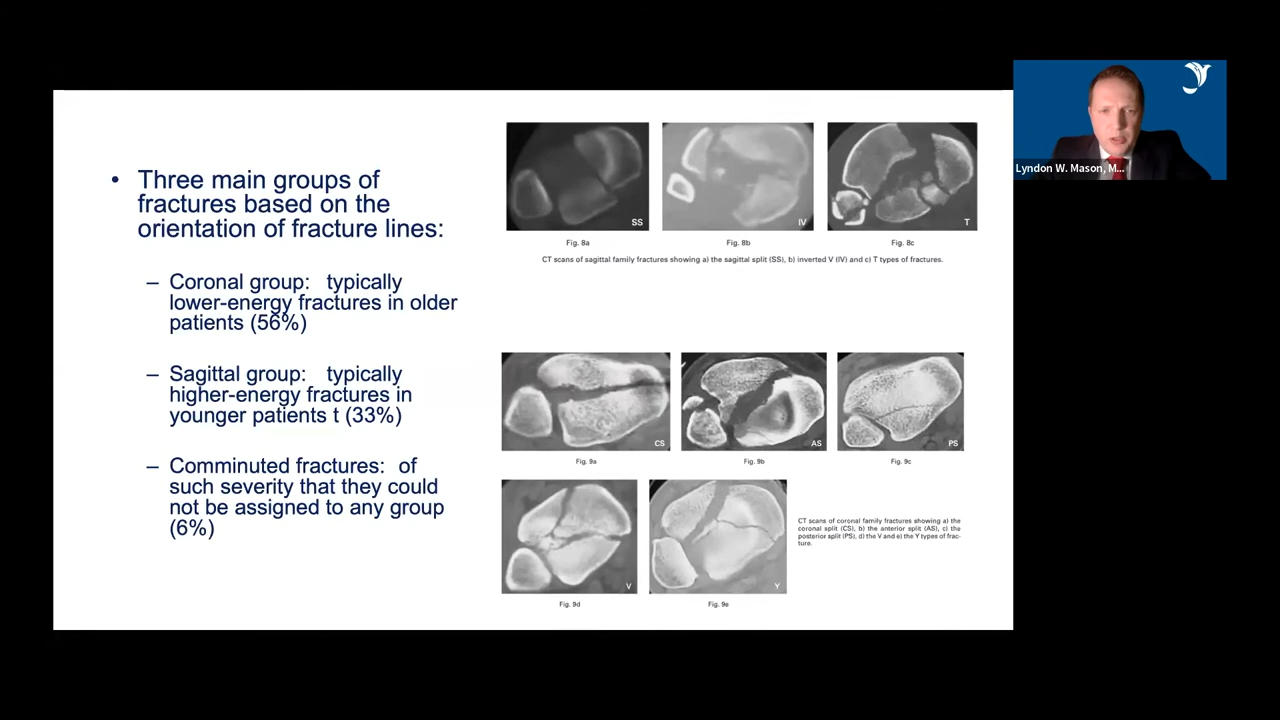 • Three main groups of
fractures based on the
orientation of fracture lines:
– Coronal group: typically
lower-energy fractures in older
patients (56%)
– Sagittal group: typically
higher-energy fractures in
younger patients t (33%)
– Comminuted fractures: of
such severity that they could
not be assigned to any group
(6%)
SS
IV
T
Fig. 8a
Fig. 8b
Fig. 8c
CT scans of sagittal family fractures showing a) the sagittal split (SS), b) inverted V (IV) and c) T types of fractures.
CS
AS
PS
Fig. 9a
Fig. 9b
Fig. 9c
V
Y
CT scans of coronal family fractures showing a) the
coronal split (CS), b) the anterior split (AS), c) the
posterior split (PS), d) the V and e) the Y types of frac-
ture.
Fig. 9d
Fig. 9e
Lyndon W. Mason, M...